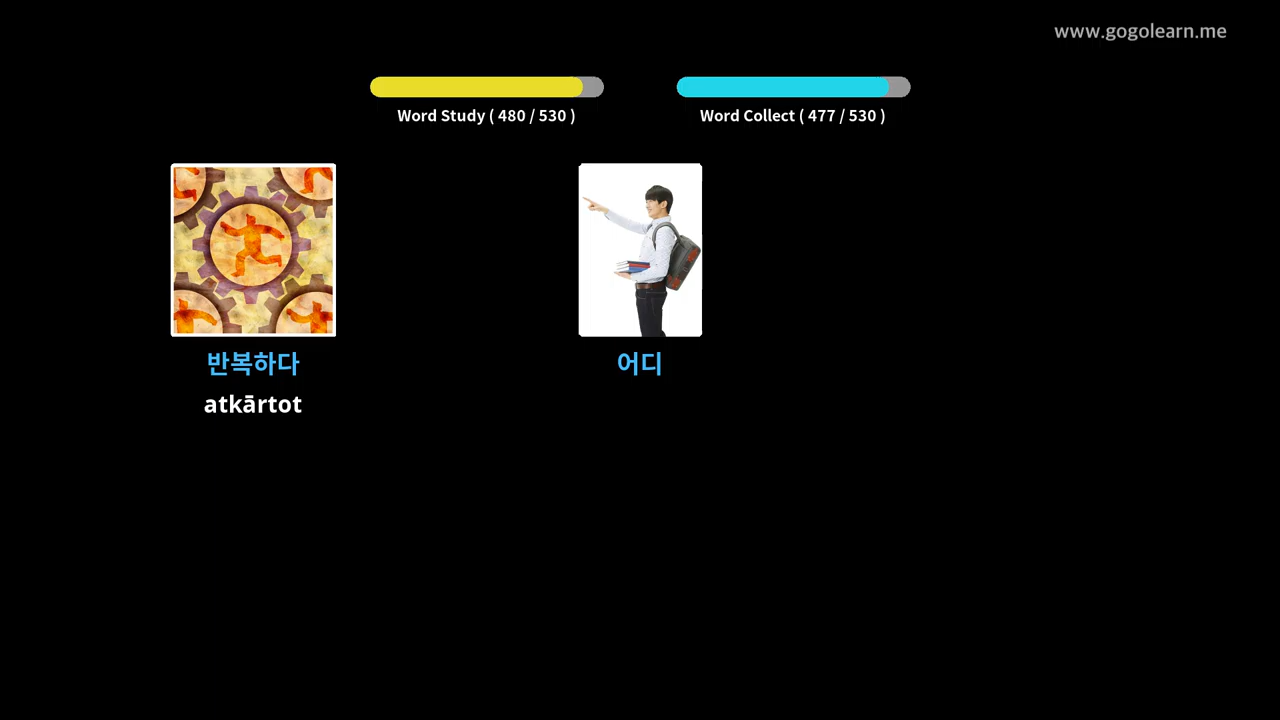 www.gogolearn.me
Word Study ( 480 / 530 )
Word Collect ( 477 / 530 )
반복하다
어디
atkārtot